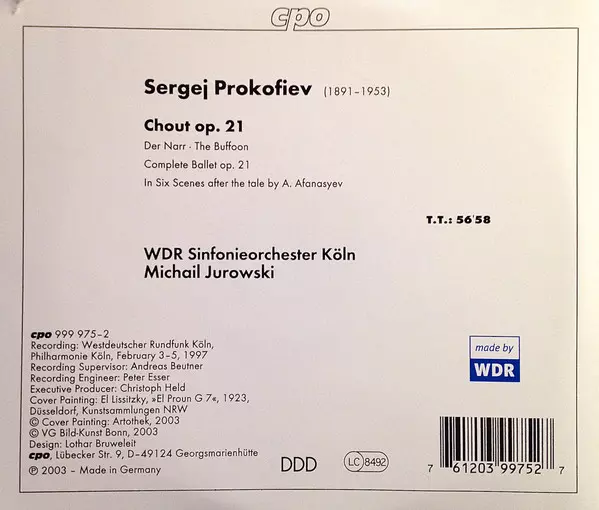 cpo
Sergej Prokofiev (1891–1953)
Chout op. 21
Der Narr · The Buffoon
Complete Ballet op. 21
In Six Scenes after the tale by A. Afanasyev
T.T.: 56'58
WDR Sinfonieorchester Köln
Michail Jurowski
cpo 999 975–2
Recording: Westdeutscher Rundfunk Köln,
Philharmonie Köln, February 3–5, 1997
Recording Supervisor: Andreas Beutner
Recording Engineer: Peter Esser
Executive Producer: Christoph Held
Cover Painting: El Lissitzky, »El Proun G 7«, 1923,
Düsseldorf, Kunstsammlungen NRW
© Cover Painting: Artothek, 2003
© VG Bild-Kunst Bonn, 2003
Design: Lothar Bruweleit
cpo, Lübecker Str. 9, D–49124 Georgsmarienhütte
℗ 2003 – Made in Germany
made by
WDR
DDD
LC 8492
7 61203 99752 7